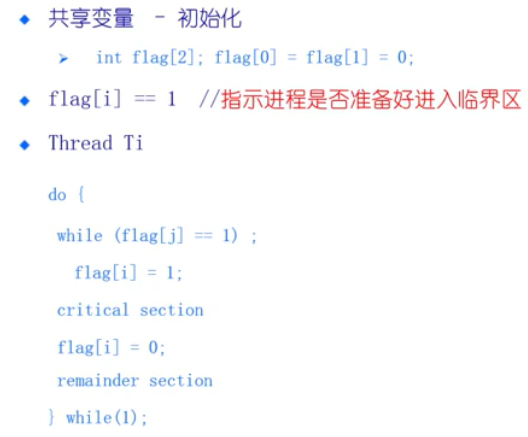 共享变量 - 初始化
int flag[2]; flag[0] = flag[1] = 0;
flag[i] == 1 //指示进程是否准备好进入临界区
Thread Ti
do {
while (flag[j] == 1) ;
flag[i] = 1;
critical section
flag[i] = 0;
remainder section
} while(1);